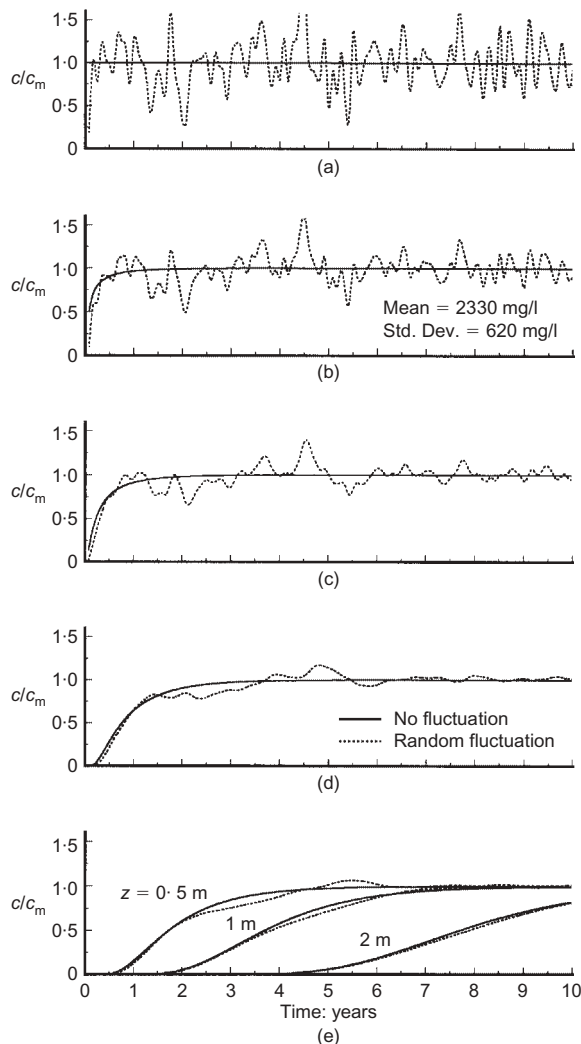 1·5
1·0
c/cm
0·5
0
(a)
1·5
1·0
c/cm
0·5
0
Mean = 2330 mg/l
Std. Dev. = 620 mg/l
(b)
1·5
1·0
c/cm
0·5
0
(c)
1·5
1·0
c/cm
0·5
0
No fluctuation
Random fluctuation
(d)
1·5
1·0
c/cm
0·5
0
z = 0· 5 m
1 m
2 m
0 1 2 3 4 5 6 7 8 9 10
Time: years
(e)